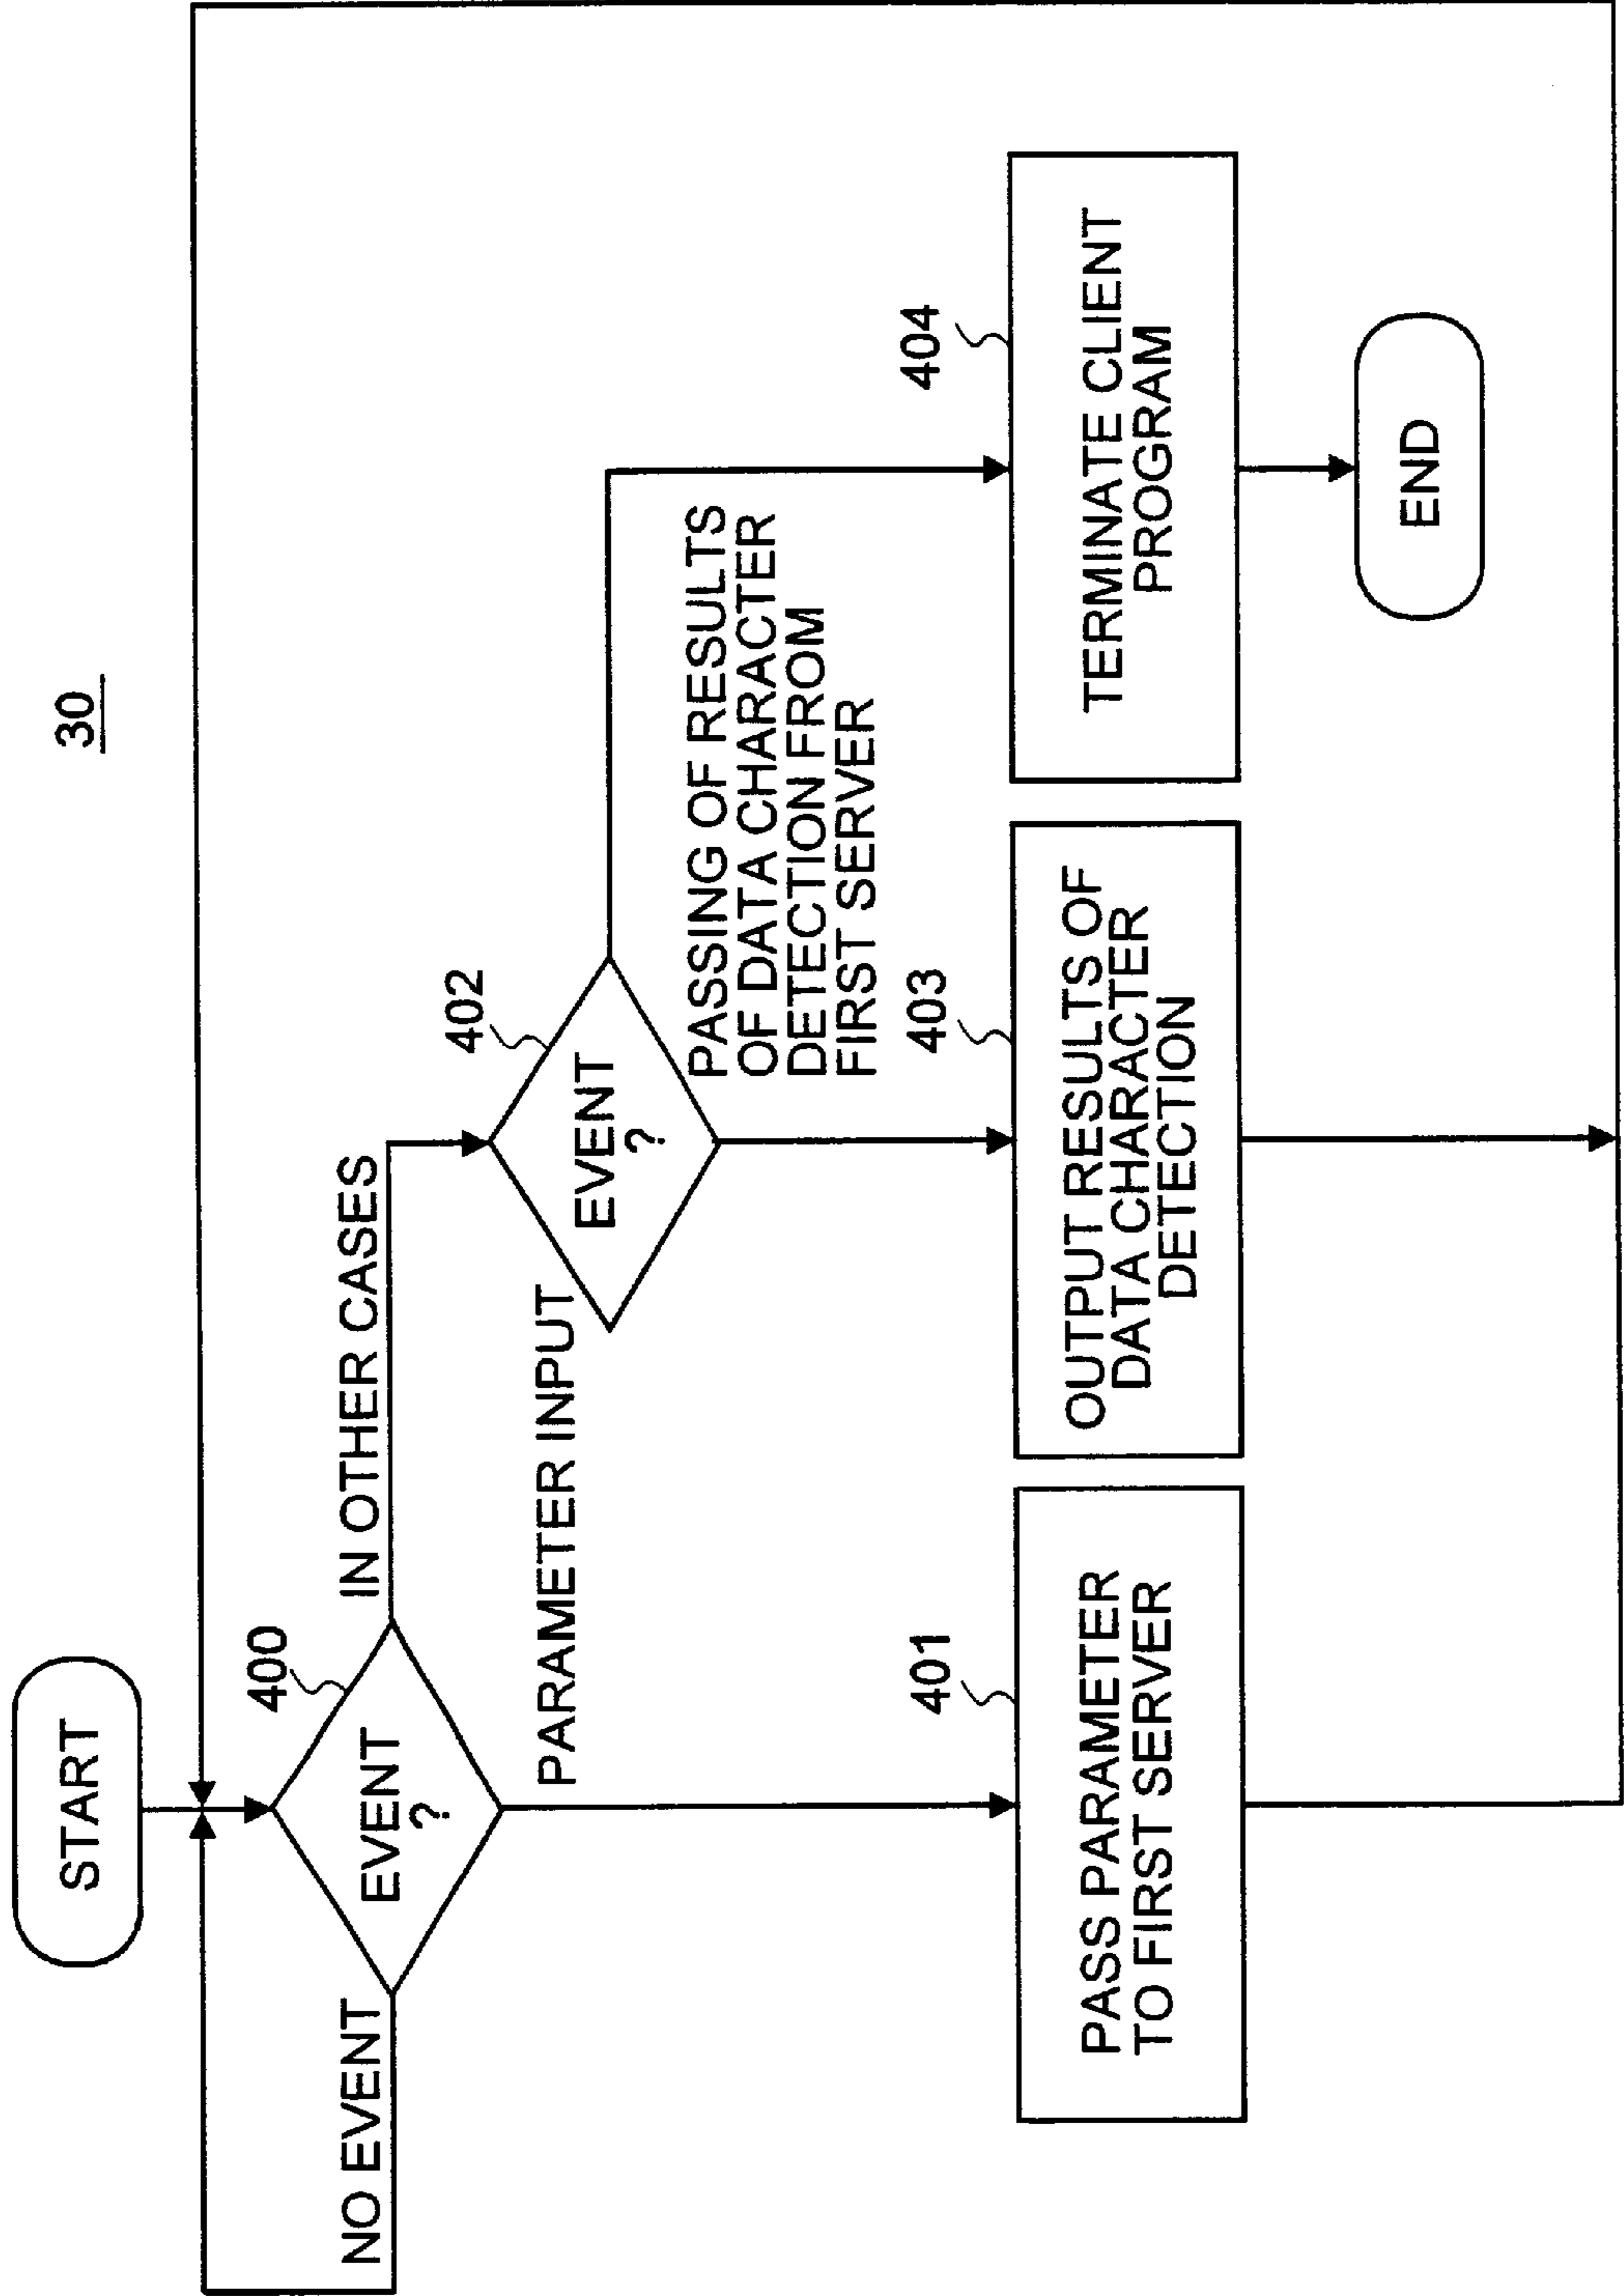 30
START
400
EVENT
?
NO EVENT
IN OTHER CASES
PARAMETER INPUT
402
EVENT
?
PASSING OF RESULTS
OF DATA CHARACTER
DETECTION FROM
FIRST SERVER
401
PASS PARAMETER
TO FIRST SERVER
403
OUTPUT RESULTS OF
DATA CHARACTER
DETECTION
404
TERMINATE CLIENT
PROGRAM
END